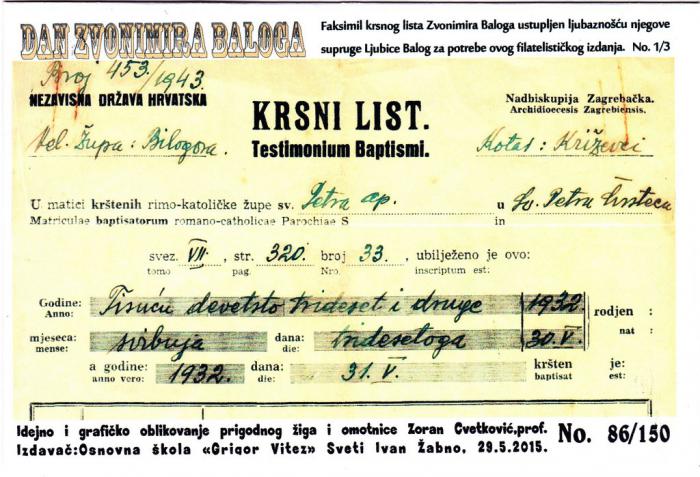 DAN ZVONIMIRA BALOGA
Faksimil krsnog lista Zvonimira Baloga ustupljen ljubaznošću njegove
supruge Ljubice Balog za potrebe ovog filatelističkog izdanja. No. 1/3
Broj 453/1943.
NEZAVISNA DRŽAVA HRVATSKA
Vel. Župa: Bilogora.
KRSNI LIST.
Testimonium Baptismi.
Nadbiskupija Zagrebačka.
Archidioecesis Zagrebiensis.
Kotar: Križevci
U matici krštenih rimo-katoličke župe sv. Petra ap. u Sv. Petru Čvrstecu
Matriculae baptisatorum romano-catholicae Parochiae S in
svez. VII., str. 320. broj 33., ubilježeno je ovo:
tomo pag. Nro. inscriptum est:
Godine: Tisuću devetsto trideset i druge 1932. rodjen :
Anno: nat :
mjeseca: svibnja dana: tridesetoga 30.V.
mense: die:
a godine: 1932. dana: 31.V. kršten je:
anno vero: die: baptisat est:
Idejno i grafičko oblikovanje prigodnog žiga i omotnice Zoran Cvetković,prof.
Izdavač:Osnovna škola «Grigor Vitez» Sveti Ivan Žabno, 29.5.2015.
No. 86/150